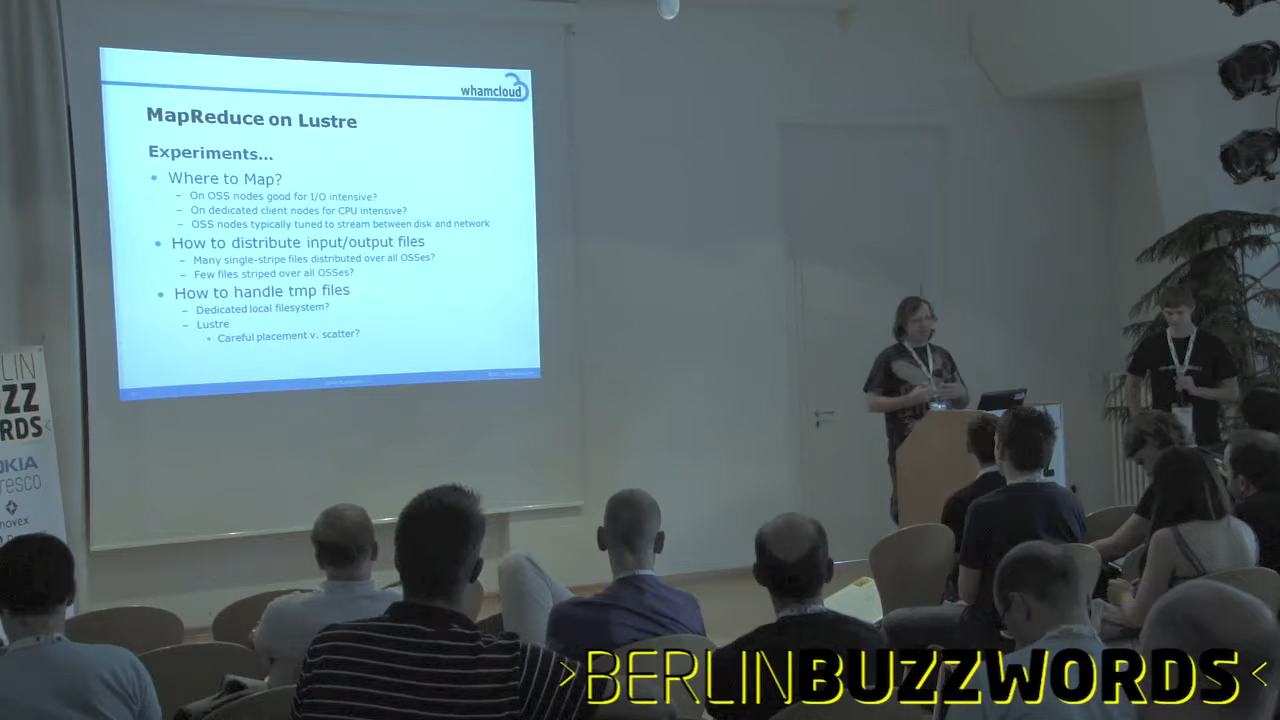 whamcloud
MapReduce on Lustre
Experiments...
• Where to Map?
– On OSS nodes good for I/O intensive?
– On dedicated client nodes for CPU intensive?
– OSS nodes typically tuned to stream between disk and network
• How to distribute input/output files
– Many single-stripe files distributed over all OSSes?
– Few files striped over all OSSes?
• How to handle tmp files
– Dedicated local filesystem?
– Lustre
• Careful placement v. scatter?
LIN
ZZ
RDS
KIA
resco
novex
>BERLINBUZZWORDS<